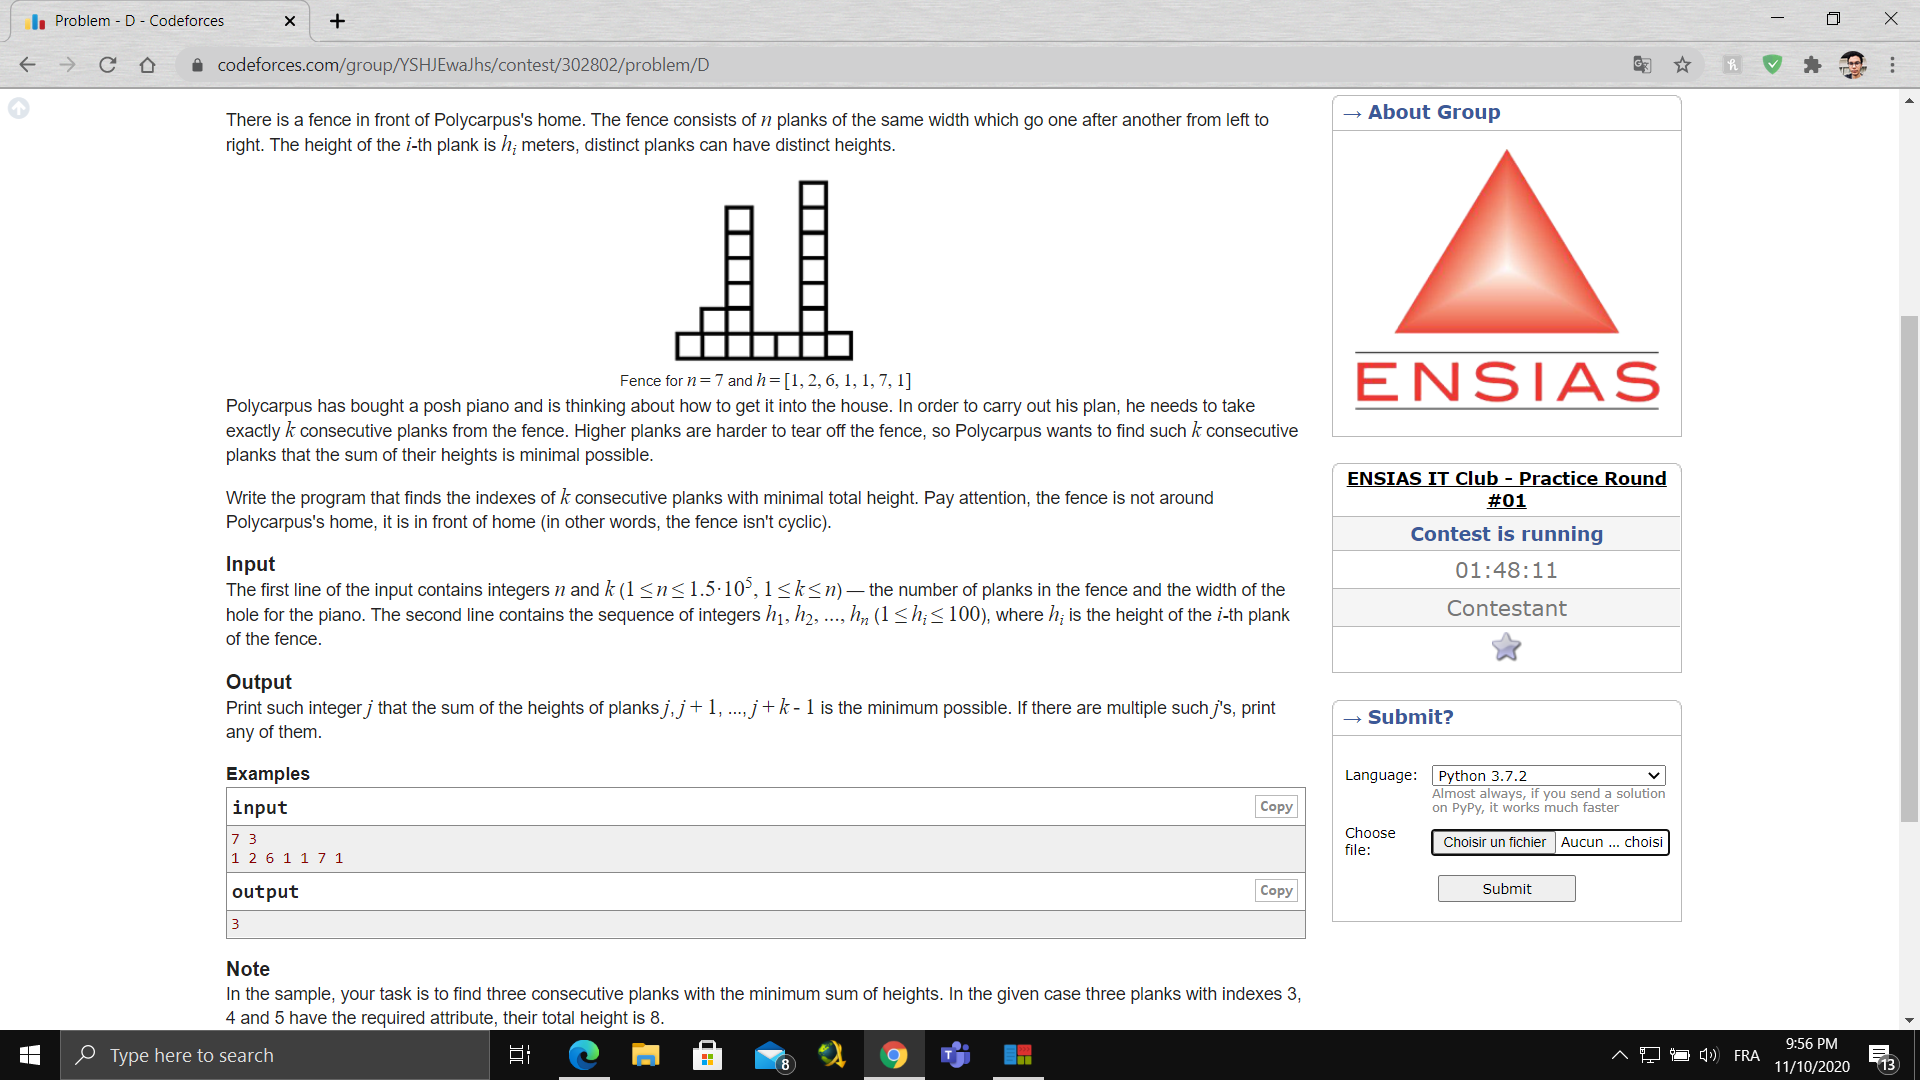 Problem - D - Codeforces
codeforces.com/group/YSHJEwaJhs/contest/302802/problem/D
There is a fence in front of Polycarpus's home. The fence consists of n planks of the same width which go one after another from left to
right. The height of the i-th plank is hi meters, distinct planks can have distinct heights.
Fence for n = 7 and h = [1, 2, 6, 1, 1, 7, 1]
Polycarpus has bought a posh piano and is thinking about how to get it into the house. In order to carry out his plan, he needs to take
exactly k consecutive planks from the fence. Higher planks are harder to tear off the fence, so Polycarpus wants to find such k consecutive
planks that the sum of their heights is minimal possible.
Write the program that finds the indexes of k consecutive planks with minimal total height. Pay attention, the fence is not around
Polycarpus's home, it is in front of home (in other words, the fence isn't cyclic).
Input
The first line of the input contains integers n and k (1 ≤ n ≤ 1.5·10^5, 1 ≤ k ≤ n) — the number of planks in the fence and the width of the
hole for the piano. The second line contains the sequence of integers h1, h2, ..., hn (1 ≤ hi ≤ 100), where hi is the height of the i-th plank
of the fence.
Output
Print such integer j that the sum of the heights of planks j, j + 1, ..., j + k - 1 is the minimum possible. If there are multiple such j's, print
any of them.
Examples
input
Copy
7 3
1 2 6 1 1 7 1
output
Copy
3
Note
In the sample, your task is to find three consecutive planks with the minimum sum of heights. In the given case three planks with indexes 3,
4 and 5 have the required attribute, their total height is 8.
→ About Group
ENSIAS
ENSIAS IT Club - Practice Round
#01
Contest is running
01:48:11
Contestant
→ Submit?
Language:
Python 3.7.2
Almost always, if you send a solution
on PyPy, it works much faster
Choose
file:
Choisir un fichier
Aucun ... choisi
Submit
Type here to search
8
FRA
9:56 PM
11/10/2020
13